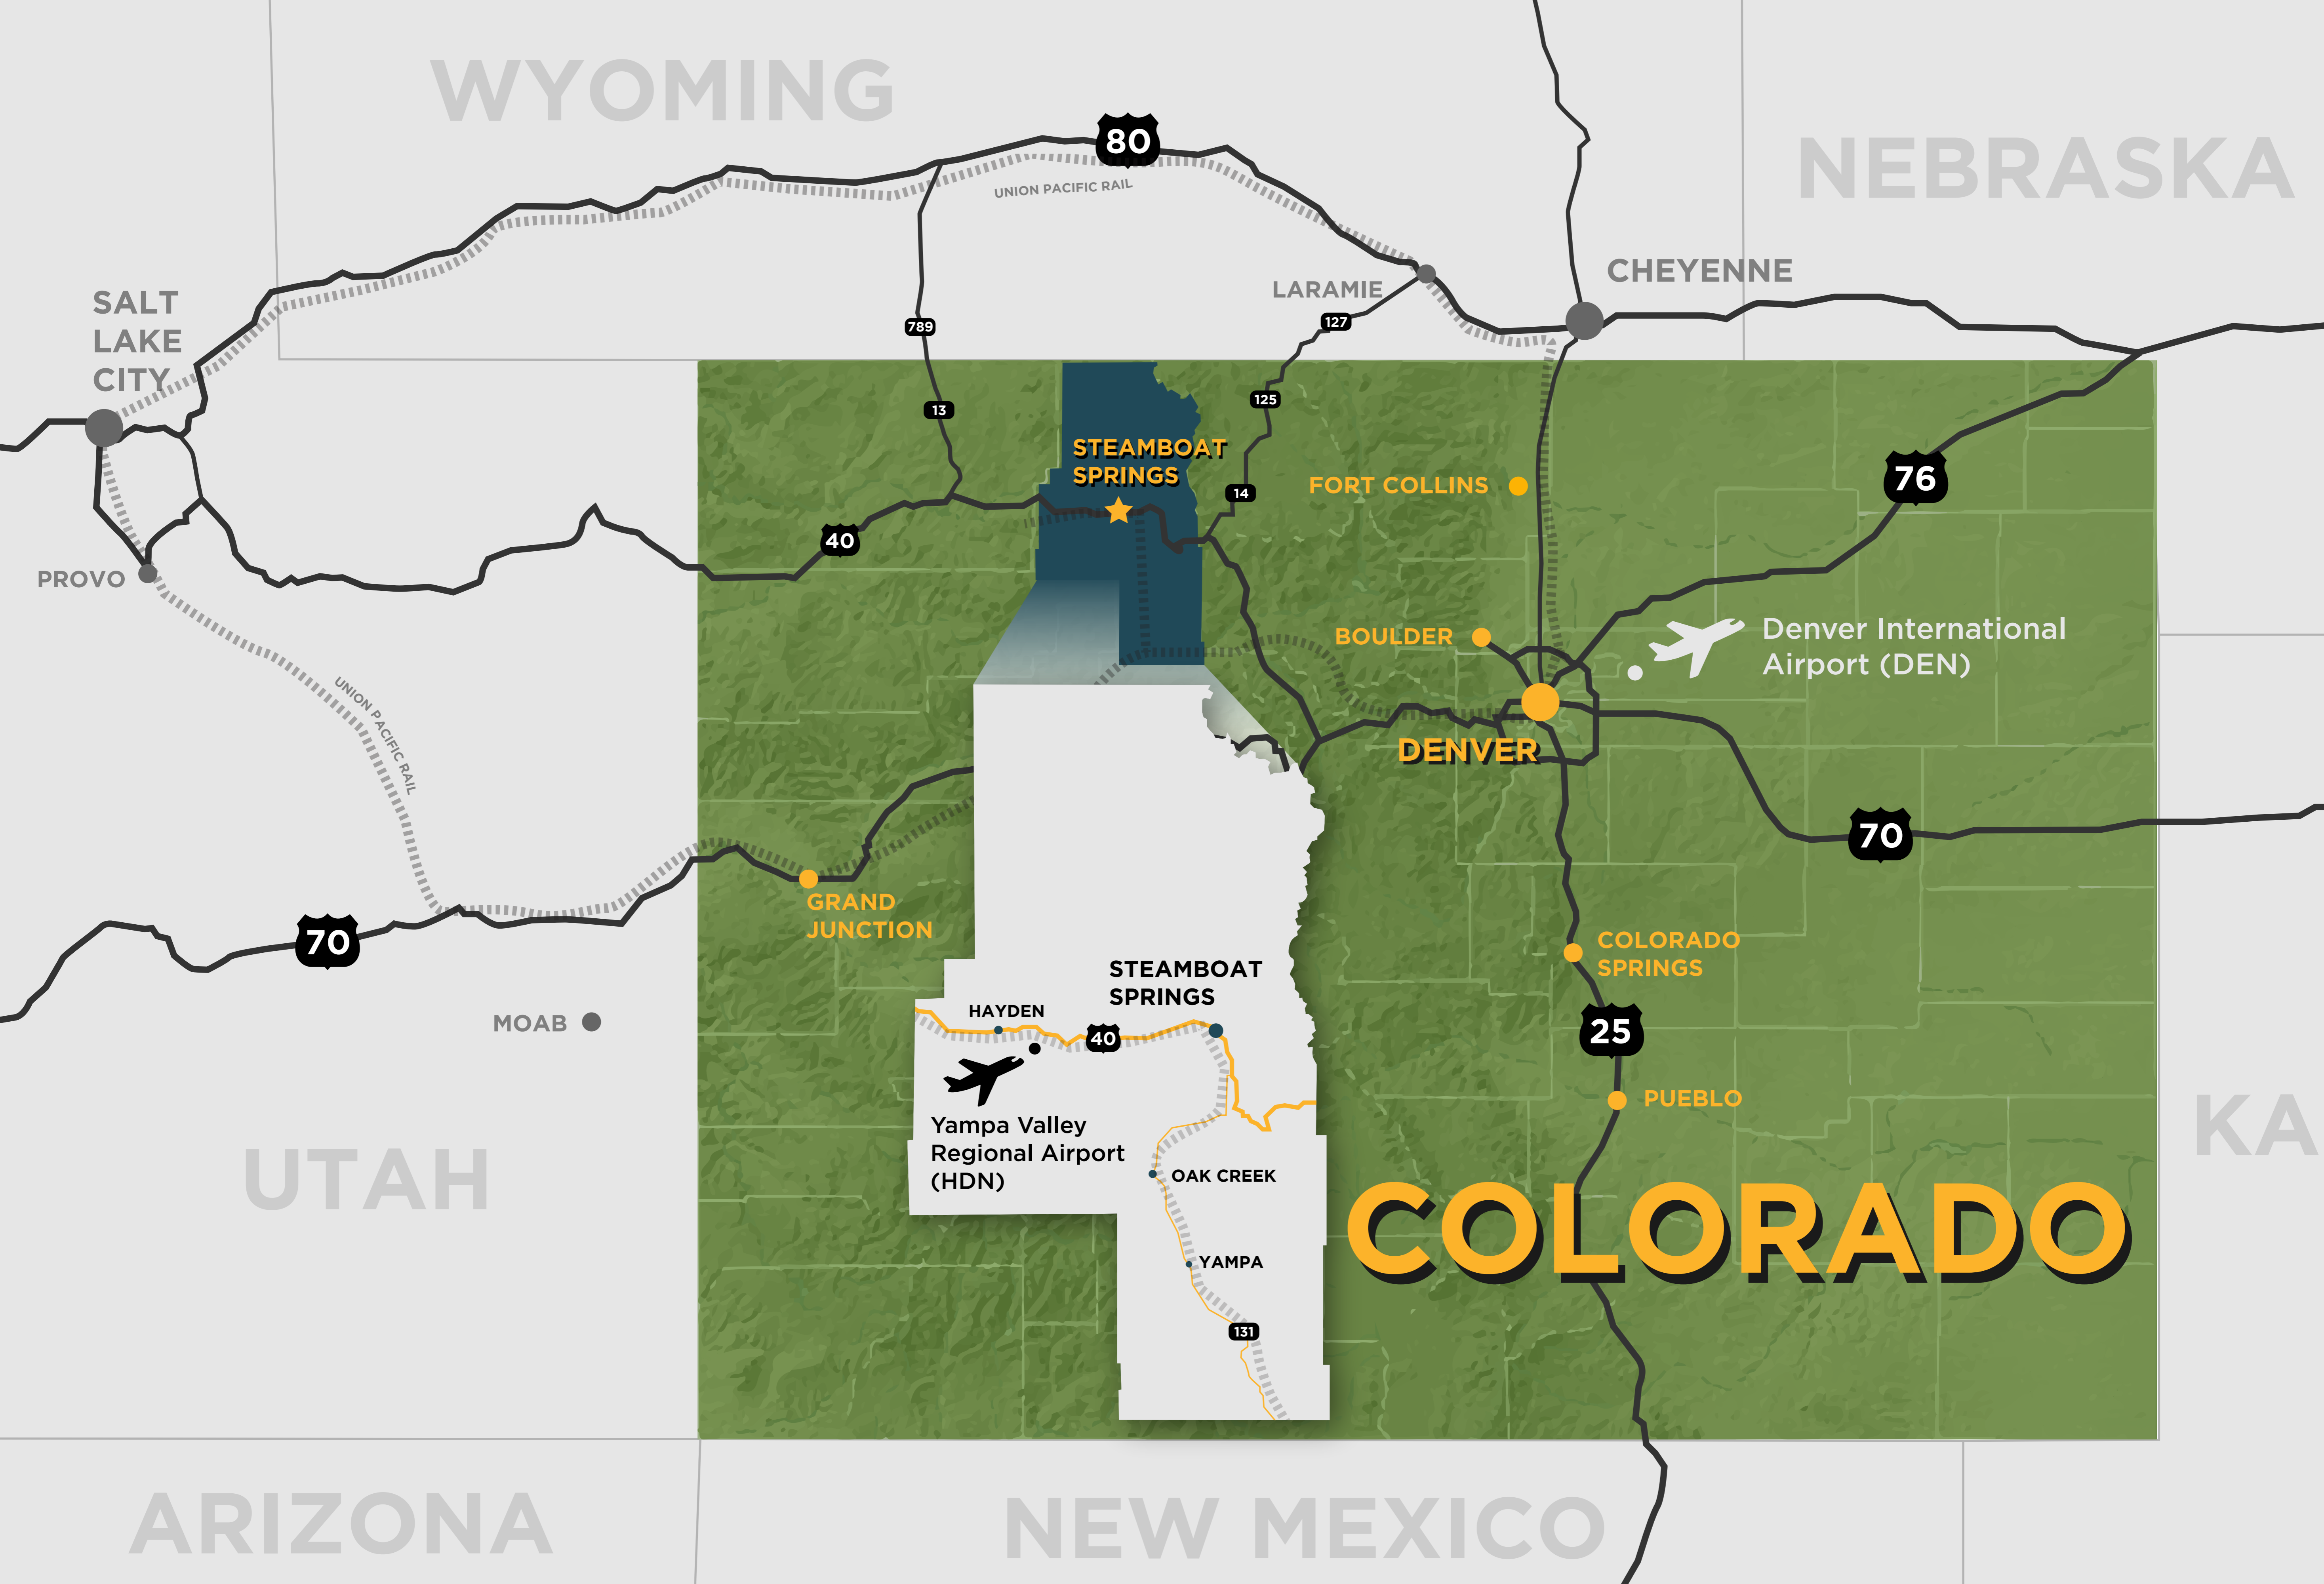 WYOMING
NEBRASKA
80
UNION PACIFIC RAIL
SALT
LAKE
CITY
LARAMIE
CHEYENNE
789
127
13
125
STEAMBOAT
SPRINGS
14
FORT COLLINS
76
40
PROVO
BOULDER
Denver International
Airport (DEN)
UNION PACIFIC RAIL
DENVER
70
GRAND
JUNCTION
70
MOAB
COLORADO
SPRINGS
25
PUEBLO
STEAMBOAT
SPRINGS
HAYDEN
40
Yampa Valley
Regional Airport
(HDN)
OAK CREEK
YAMPA
131
UTAH
KA
COLORADO
ARIZONA
NEW MEXICO